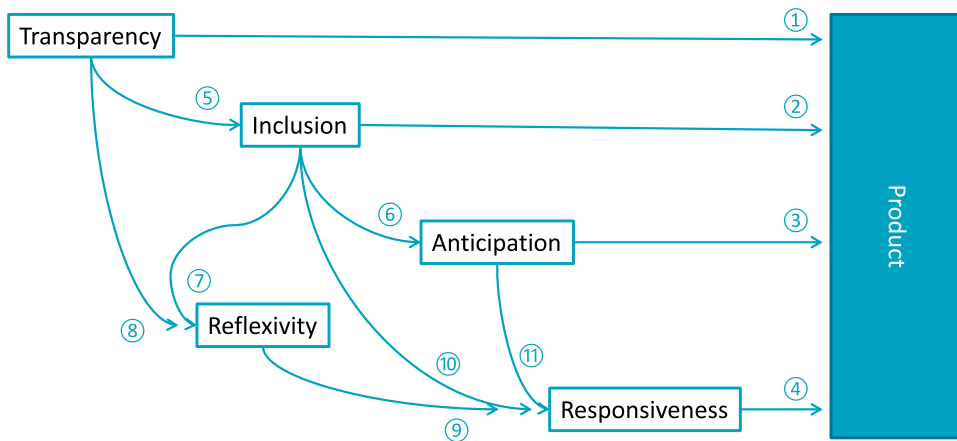 Transparency
①
⑤
Inclusion
②
⑥
Anticipation
③
Product
⑦
⑧
Reflexivity
⑩
⑪
⑨
Responsiveness
④